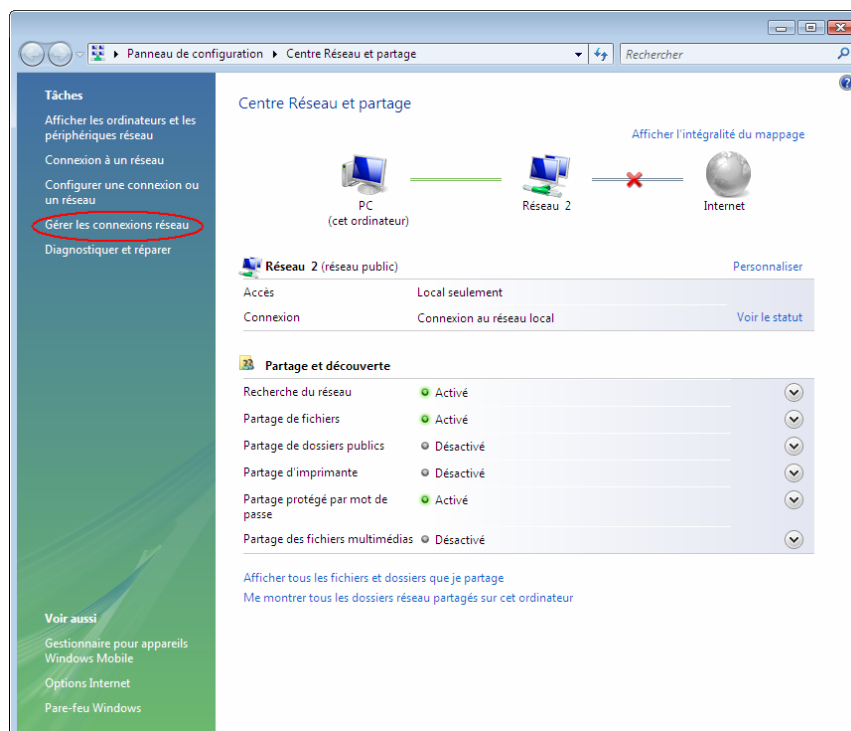 Panneau de configuration ▸ Centre Réseau et partage
Rechercher
Tâches
Afficher les ordinateurs et les
périphériques réseau
Connexion à un réseau
Configurer une connexion ou
un réseau
Gérer les connexions réseau
Diagnostiquer et réparer
Voir aussi
Gestionnaire pour appareils
Windows Mobile
Options Internet
Pare-feu Windows
Centre Réseau et partage
Afficher l'intégralité du mappage
PC
(cet ordinateur)
Réseau 2
Internet
Réseau 2 (réseau public)
Personnaliser
Accès
Local seulement
Connexion
Connexion au réseau local
Voir le statut
Partage et découverte
Recherche du réseau
Activé
Partage de fichiers
Activé
Partage de dossiers publics
Désactivé
Partage d'imprimante
Désactivé
Partage protégé par mot de
passe
Activé
Partage des fichiers multimédias
Désactivé
Afficher tous les fichiers et dossiers que je partage
Me montrer tous les dossiers réseau partagés sur cet ordinateur